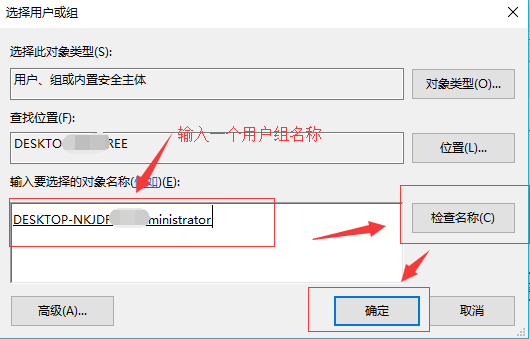 选择用户或组
选择此对象类型(S):
用户、组或内置安全主体
对象类型(O)...
查找位置(F):
DESKTO REE
位置(L)...
输入一个用户组名称
输入要选择的对象名称(例如)(E):
DESKTOP-NKJDF ministrator
检查名称(C)
高级(A)...
确定
取消